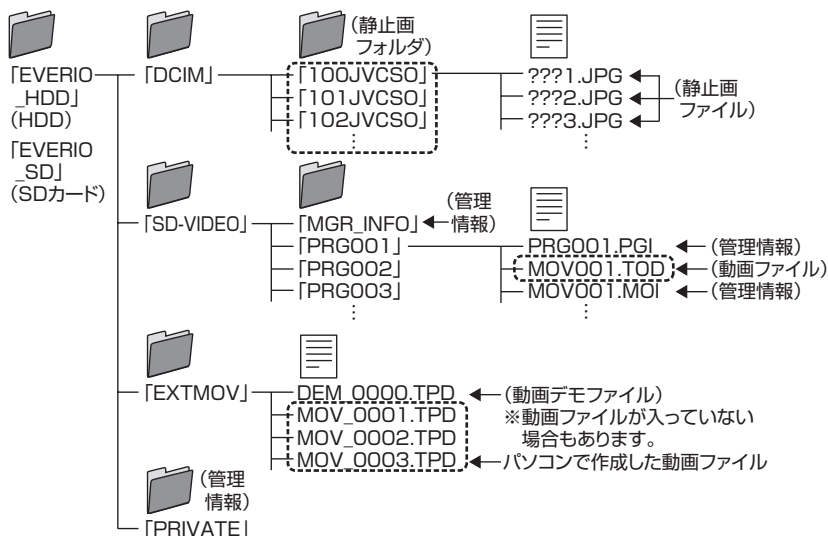 (静止画
フォルダ)
「EVERIO
_HDD」
(HDD)
「EVERIO
_SD」
(SDカード)
「DCIM」
「100JVCSO」
「101JVCSO」
「102JVCSO」
⋮
???1.JPG
???2.JPG
???3.JPG
⋮
(静止画
ファイル)
「SD-VIDEO」
「MGR_INFO」
(管理
情報)
「PRG001」
「PRG002」
「PRG003」
⋮
PRG001.PGI
(管理情報)
MOV001.TOD
(動画ファイル)
MOV001.MOI
(管理情報)
⋮
「EXTMOV」
DEM_0000.TPD
(動画デモファイル)
※動画ファイルが入っていない
場合もあります。
MOV_0001.TPD
MOV_0002.TPD
MOV_0003.TPD
パソコンで作成した動画ファイル
(管理
情報)
「PRIVATE」